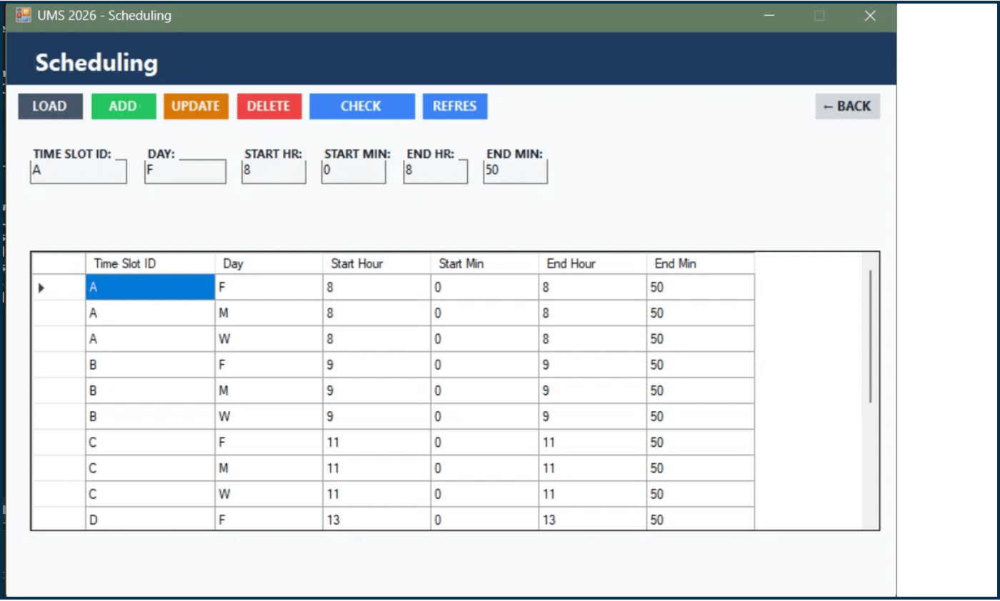 UMS 2026 - Scheduling
Scheduling
LOAD ADD UPDATE DELETE CHECK REFRES ← BACK
TIME SLOT ID: DAY: START HR: START MIN: END HR: END MIN:
A F 8 0 8 50
Time Slot ID Day Start Hour Start Min End Hour End Min
A F 8 0 8 50
A M 8 0 8 50
A W 8 0 8 50
B F 9 0 9 50
B M 9 0 9 50
B W 9 0 9 50
C F 11 0 11 50
C M 11 0 11 50
C W 11 0 11 50
D F 13 0 13 50